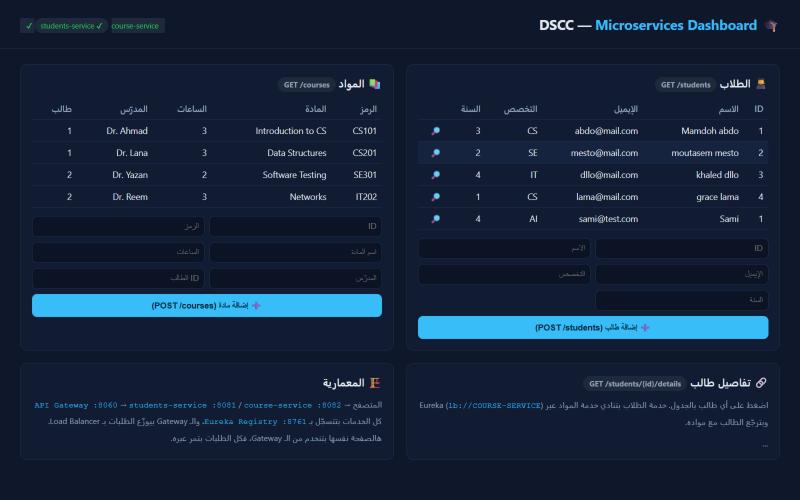 DSCC — Microservices Dashboard
✓ students-service ✓ course-service
الطلاب GET /students
ID الاسم الإيميل التخصص السنة
1 Mamdoh abdo abdo@mail.com CS 3
2 moutasem mesto mesto@mail.com SE 2
3 khaled dllo dllo@mail.com IT 4
4 grace lama lama@mail.com CS 1
1 Sami sami@test.com AI 4
ID الاسم
الإيميل التخصص
السنة
إضافة طالب (POST /students)
المواد GET /courses
الرمز المادة الساعات المدرّس طالب
CS101 Introduction to CS 3 Dr. Ahmad 1
CS201 Data Structures 3 Dr. Lana 1
SE301 Software Testing 2 Dr. Yazan 2
IT202 Networks 3 Dr. Reem 2
ID الرمز
اسم المادة الساعات
المدرّس ID الطالب
إضافة مادة (POST /courses)
تفاصيل طالب GET /students/{id}/details
اضغط على أي طالب بالجدول. خدمة الطلاب بتنادي خدمة المواد عبر Eureka (lb://COURSE-SERVICE)
وبترجّع الطالب مع مواده.
...
المعمارية
المتصفح → API Gateway :8060 → students-service :8081 / course-service :8082
كل الخدمات بتتسجّل بـ Eureka Registry :8761، والـ Gateway بيوزّع الطلبات بـ Load Balancer.
هالصفحة نفسها بتنخدم من الـ Gateway، فكل الطلبات بتمر عبره.